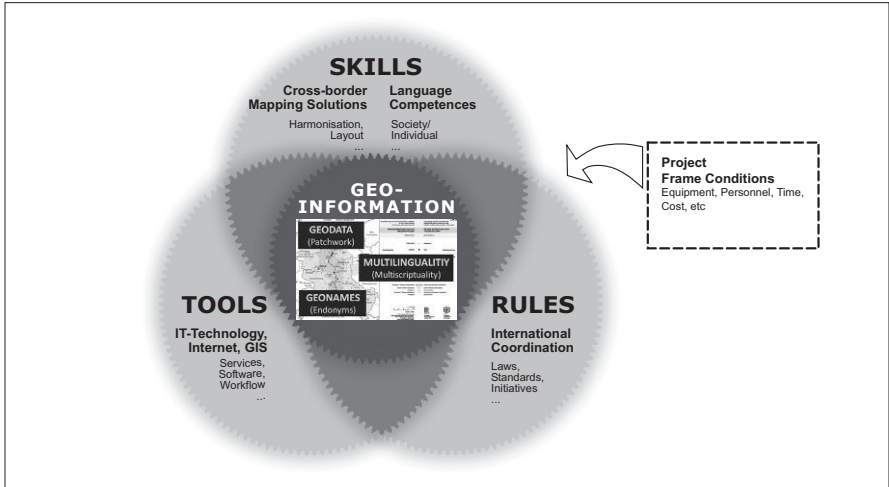 SKILLS
Cross-border
Mapping Solutions
Harmonisation,
Layout
...
Language
Competences
Society/
Individual
...
Project
Frame Conditions
Equipment, Personnel, Time,
Cost, etc
GEO-
INFORMATION
GEODATA
(Patchwork)
MULTILINGUALITIY
(Multiscriptuality)
GEONAMES
(Endonyms)
TOOLS
IT-Technology,
Internet, GIS
Services,
Software,
Workflow
...
RULES
International
Coordination
Laws,
Standards,
Initiatives
...